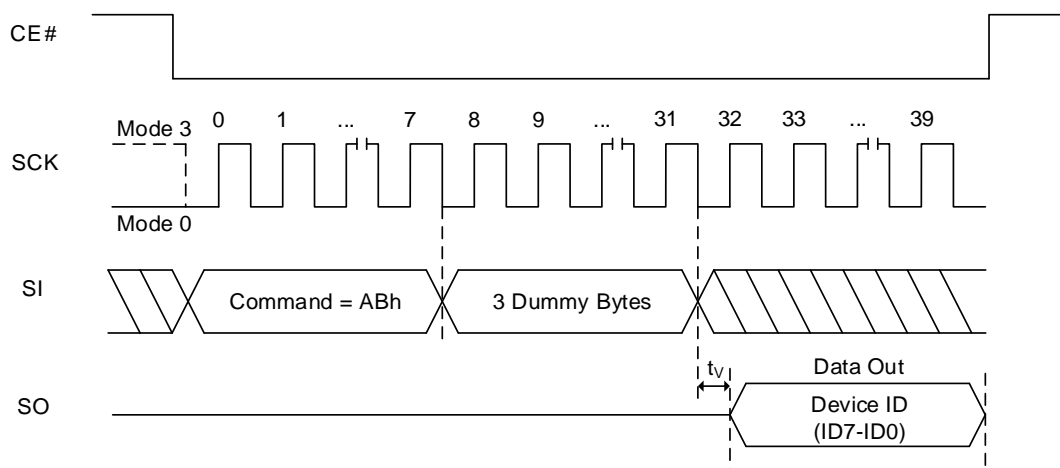 CE#
Mode 3 0 1 ... 7 8 9 ... 31 32 33 ... 39
SCK
Mode 0
SI
Command = ABh 3 Dummy Bytes
tV Data Out
SO
Device ID
(ID7-ID0)